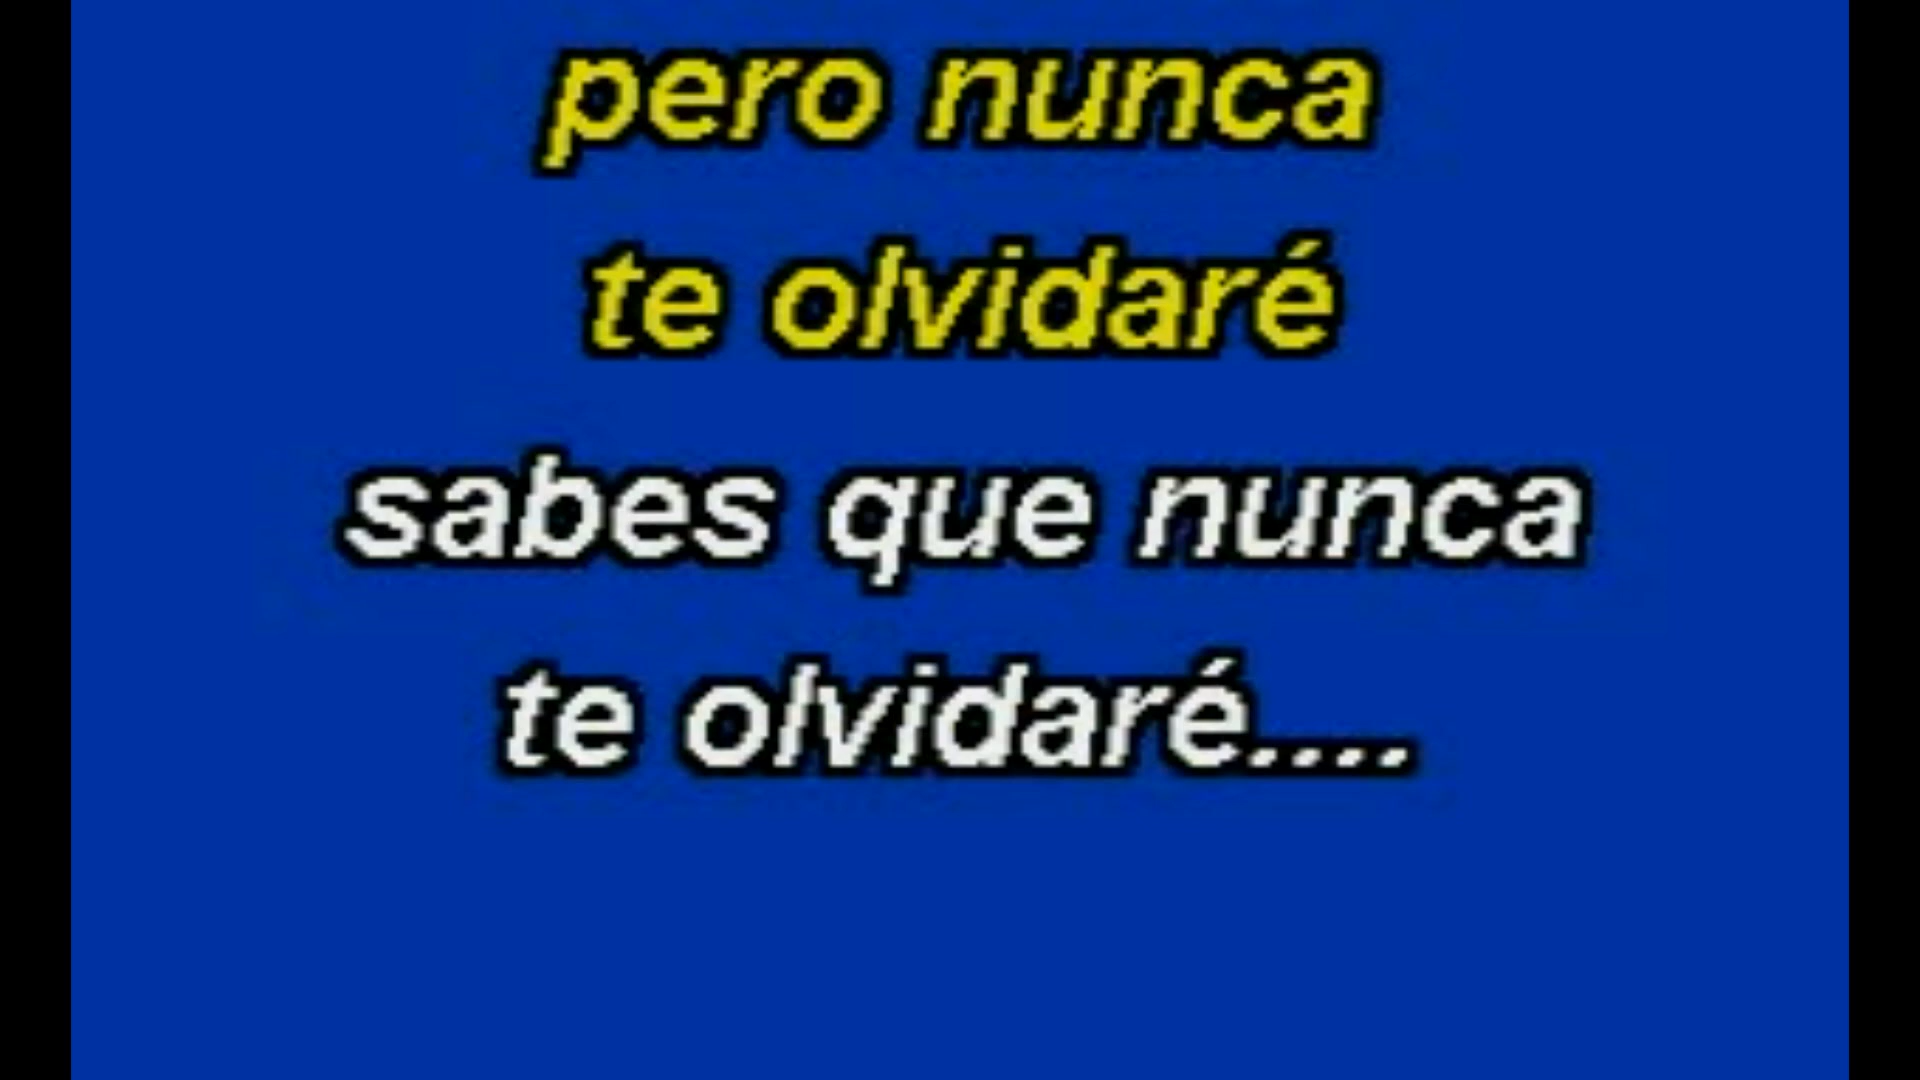 pero nunca
te olvidaré
sabes que nunca
te olvidaré....